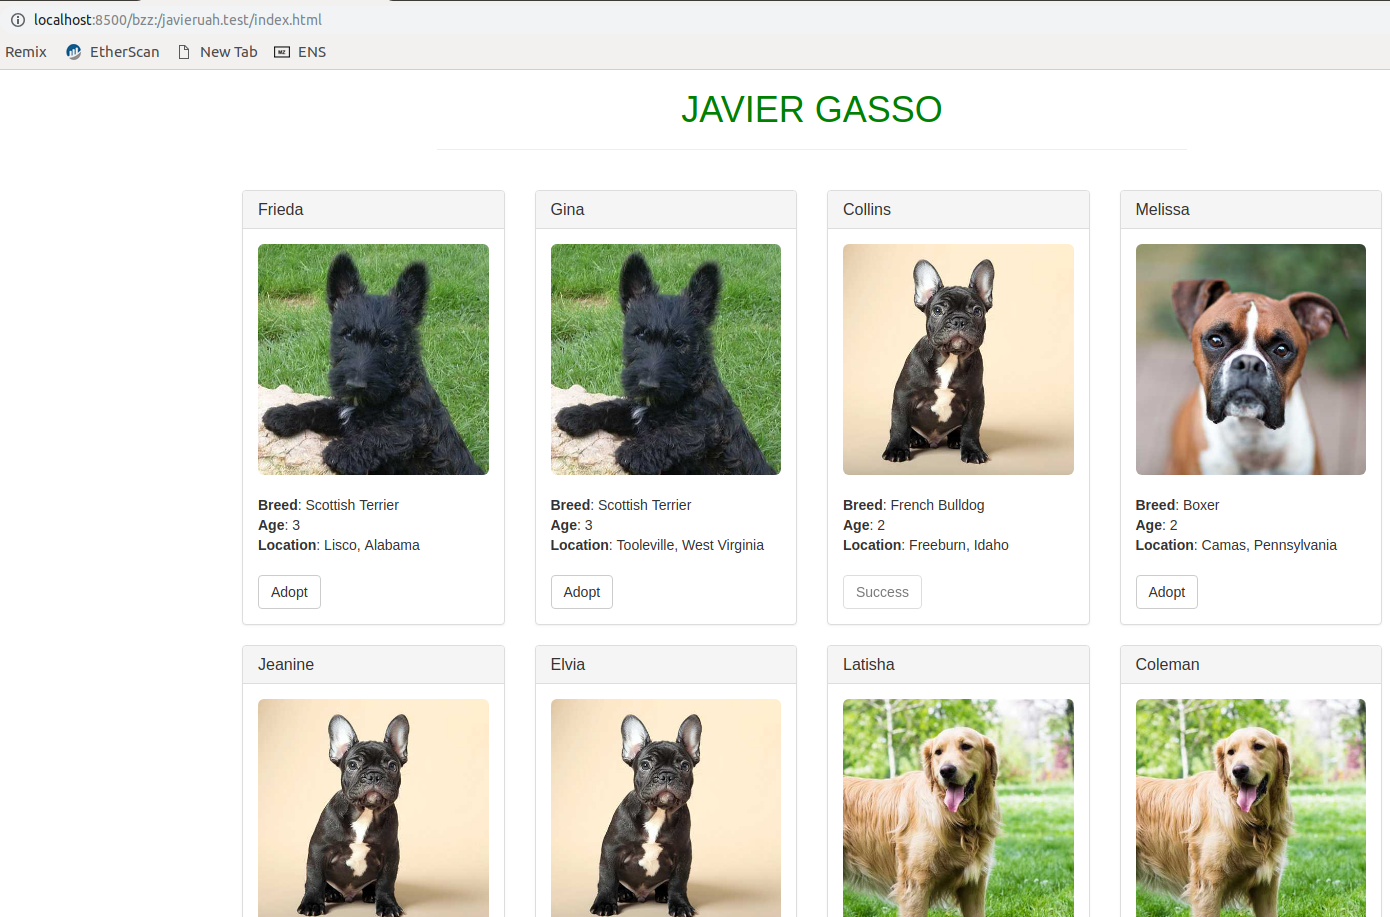 localhost:8500/bzz:/javieruah.test/index.html
Remix EtherScan New Tab MZ ENS
JAVIER GASSO
Frieda Gina Collins Melissa
Breed: Scottish Terrier Breed: Scottish Terrier Breed: French Bulldog Breed: Boxer
Age: 3 Age: 3 Age: 2 Age: 2
Location: Lisco, Alabama Location: Tooleville, West Virginia Location: Freeburn, Idaho Location: Camas, Pennsylvania
Adopt Adopt Success Adopt
Jeanine Elvia Latisha Coleman